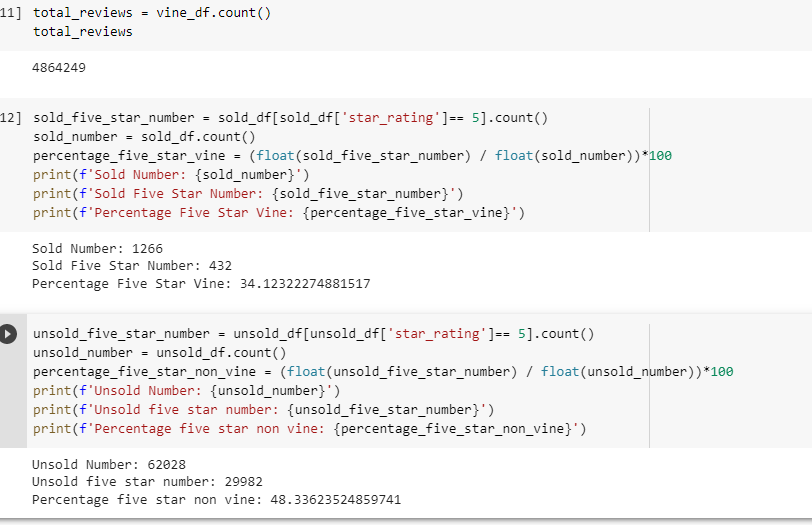 11] total_reviews = vine_df.count()
total_reviews
4864249
12] sold_five_star_number = sold_df[sold_df['star_rating']== 5].count()
sold_number = sold_df.count()
percentage_five_star_vine = (float(sold_five_star_number) / float(sold_number))*100
print(f'Sold Number: {sold_number}')
print(f'Sold Five Star Number: {sold_five_star_number}')
print(f'Percentage Five Star Vine: {percentage_five_star_vine}')
Sold Number: 1266
Sold Five Star Number: 432
Percentage Five Star Vine: 34.12322274881517
unsold_five_star_number = unsold_df[unsold_df['star_rating']== 5].count()
unsold_number = unsold_df.count()
percentage_five_star_non_vine = (float(unsold_five_star_number) / float(unsold_number))*100
print(f'Unsold Number: {unsold_number}')
print(f'Unsold five star number: {unsold_five_star_number}')
print(f'Percentage five star non vine: {percentage_five_star_non_vine}')
Unsold Number: 62028
Unsold five star number: 29982
Percentage five star non vine: 48.33623524859741